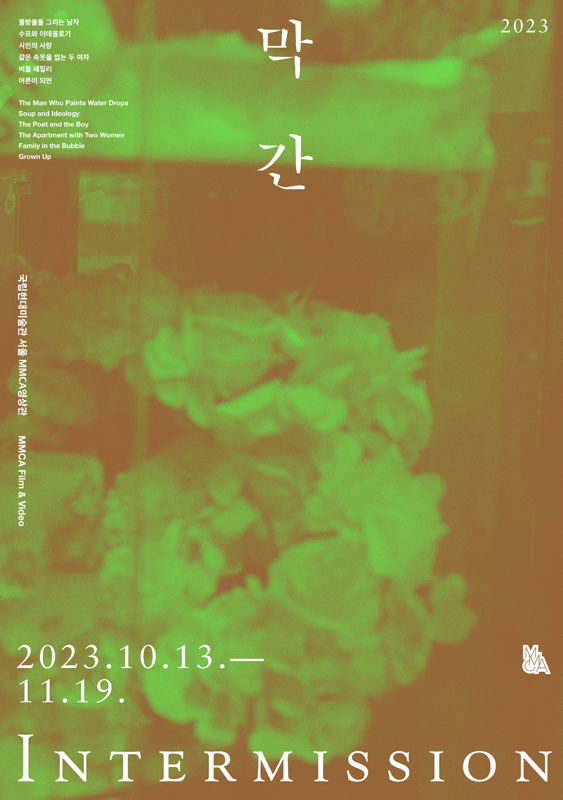 물방울을 그리는 남자
수프와 이데올로기
시인의 사랑
같은 속옷을 입는 두 여자
버블 패밀리
어른이 되면
The Man Who Paints Water Drops
Soup and Ideology
The Poet and the Boy
The Apartment with Two Women
Family in the Bubble
Grown Up
막
간
2023
국립현대미술관 서울 MMCA영상관
MMCA Film & Video
2023.10.13.—
11.19.
MMCA
INTERMISSION